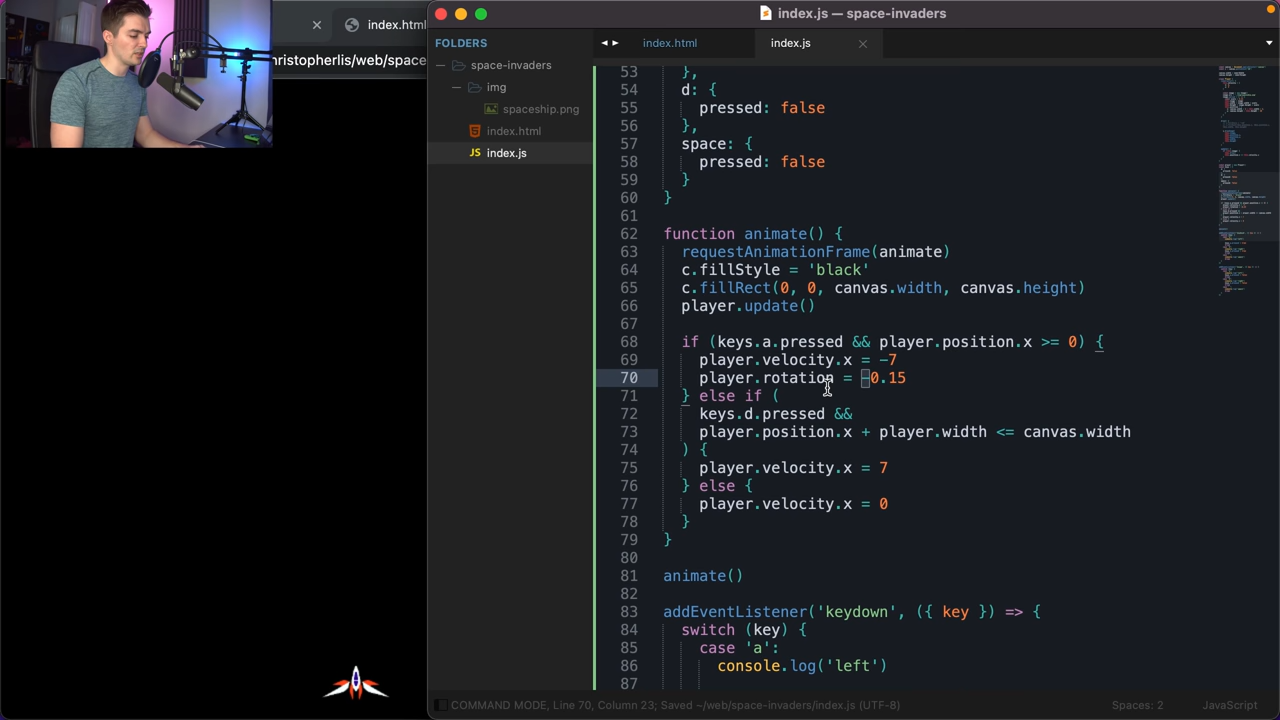 index.js — space-invaders
index.html
hristopherlis/web/space
FOLDERS
space-invaders
img
spaceship.png
index.html
JS index.js
index.html
index.js
53 },
54 d: {
55 pressed: false
56 },
57 space: {
58 pressed: false
59 }
60 }
61
62 function animate() {
63 requestAnimationFrame(animate)
64 c.fillStyle = 'black'
65 c.fillRect(0, 0, canvas.width, canvas.height)
66 player.update()
67
68 if (keys.a.pressed && player.position.x >= 0) {
69 player.velocity.x = -7
70 player.rotation = -0.15
71 } else if (
72 keys.d.pressed &&
73 player.position.x + player.width <= canvas.width
74 ) {
75 player.velocity.x = 7
76 } else {
77 player.velocity.x = 0
78 }
79 }
80
81 animate()
82
83 addEventListener('keydown', ({ key }) => {
84 switch (key) {
85 case 'a':
86 console.log('left')
87
COMMAND MODE, Line 70, Column 23; Saved ~/web/space-invaders/index.js (UTF-8)
Spaces: 2
JavaScript